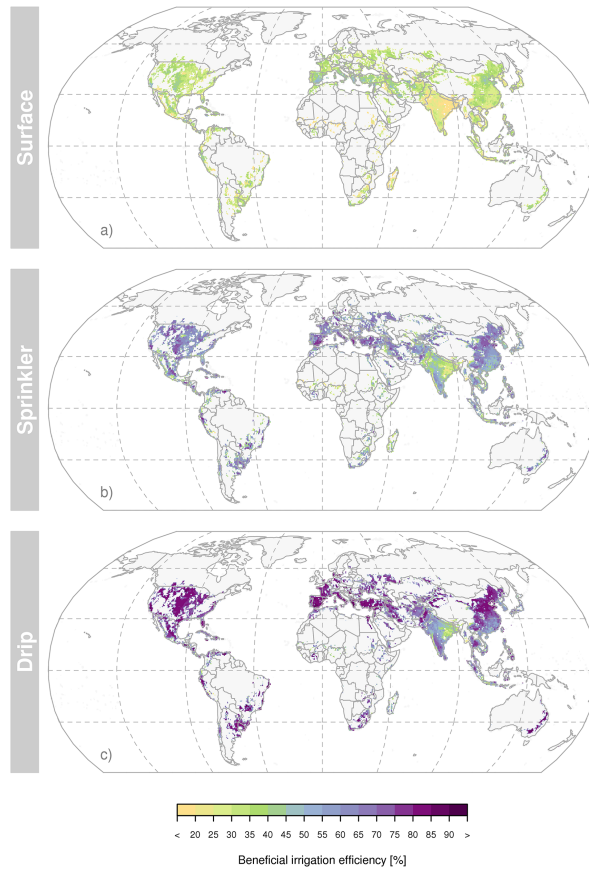 Surface
a)
Sprinkler
b)
Drip
c)
< 20 25 30 35 40 45 50 55 60 65 70 75 80 85 90 >
Beneficial irrigation efficiency [%]